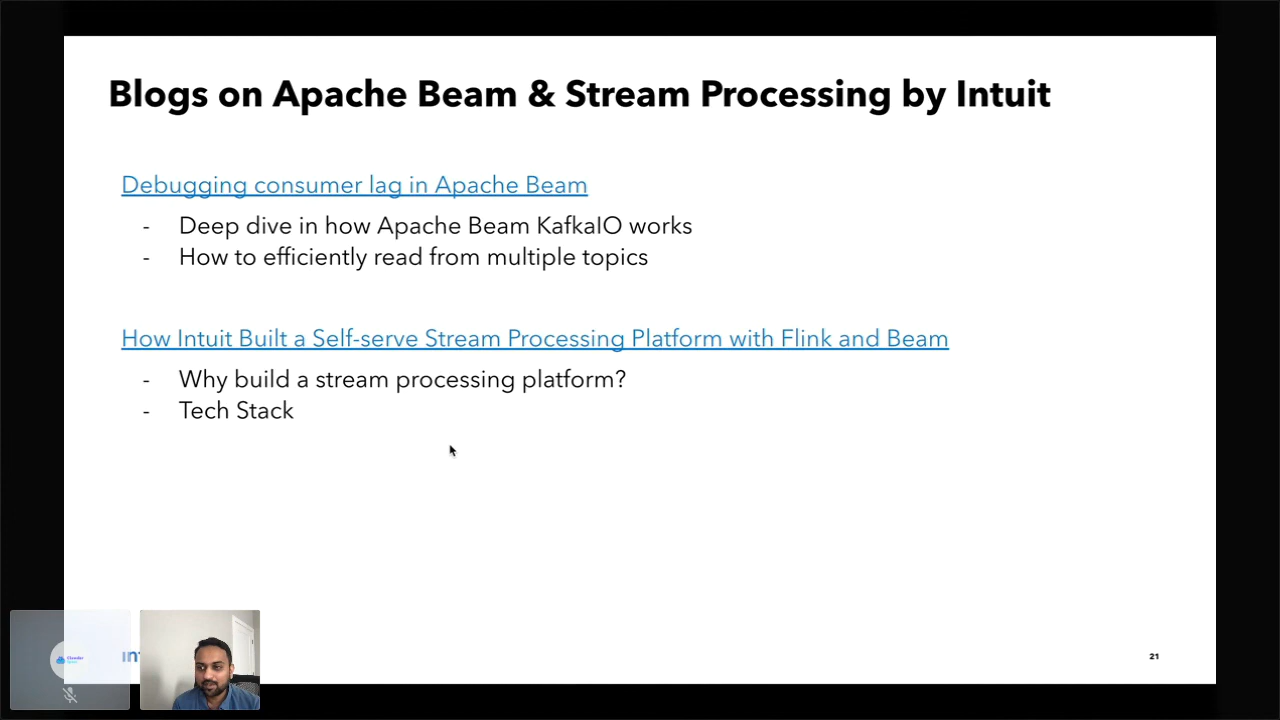 Blogs on Apache Beam & Stream Processing by Intuit
Debugging consumer lag in Apache Beam
- Deep dive in how Apache Beam KafkaIO works
- How to efficiently read from multiple topics
How Intuit Built a Self-serve Stream Processing Platform with Flink and Beam
- Why build a stream processing platform?
- Tech Stack
21